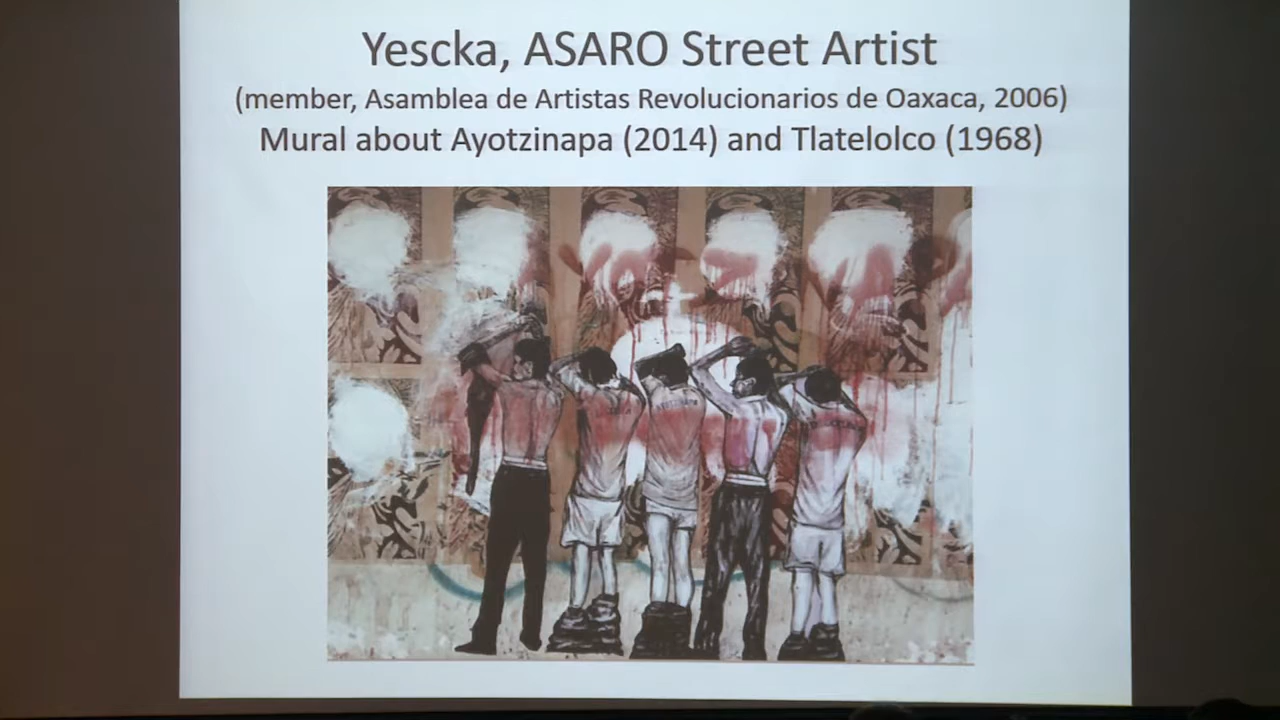 Yescka, ASARO Street Artist
(member, Asamblea de Artistas Revolucionarios de Oaxaca, 2006)
Mural about Ayotzinapa (2014) and Tlatelolco (1968)